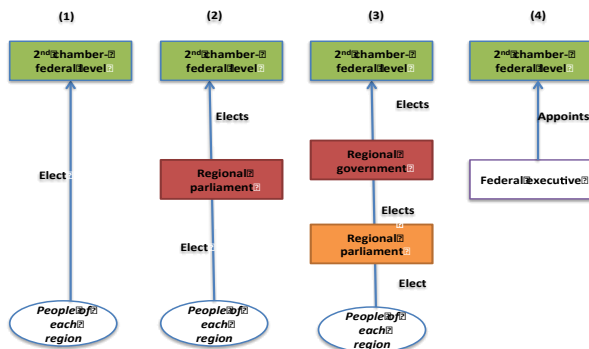 (1)
(2)
(3)
(4)
2nd chamber-
federal level
2nd chamber-
federal level
2nd chamber-
federal level
2nd chamber-
federal level
Elects
Elects
Appoints
Elect
Regional
parliament
Regional
government
Federal executive
Elects
Elect
Regional
parliament
Elect
People of
each
region
People of
each
region
People of
each
region